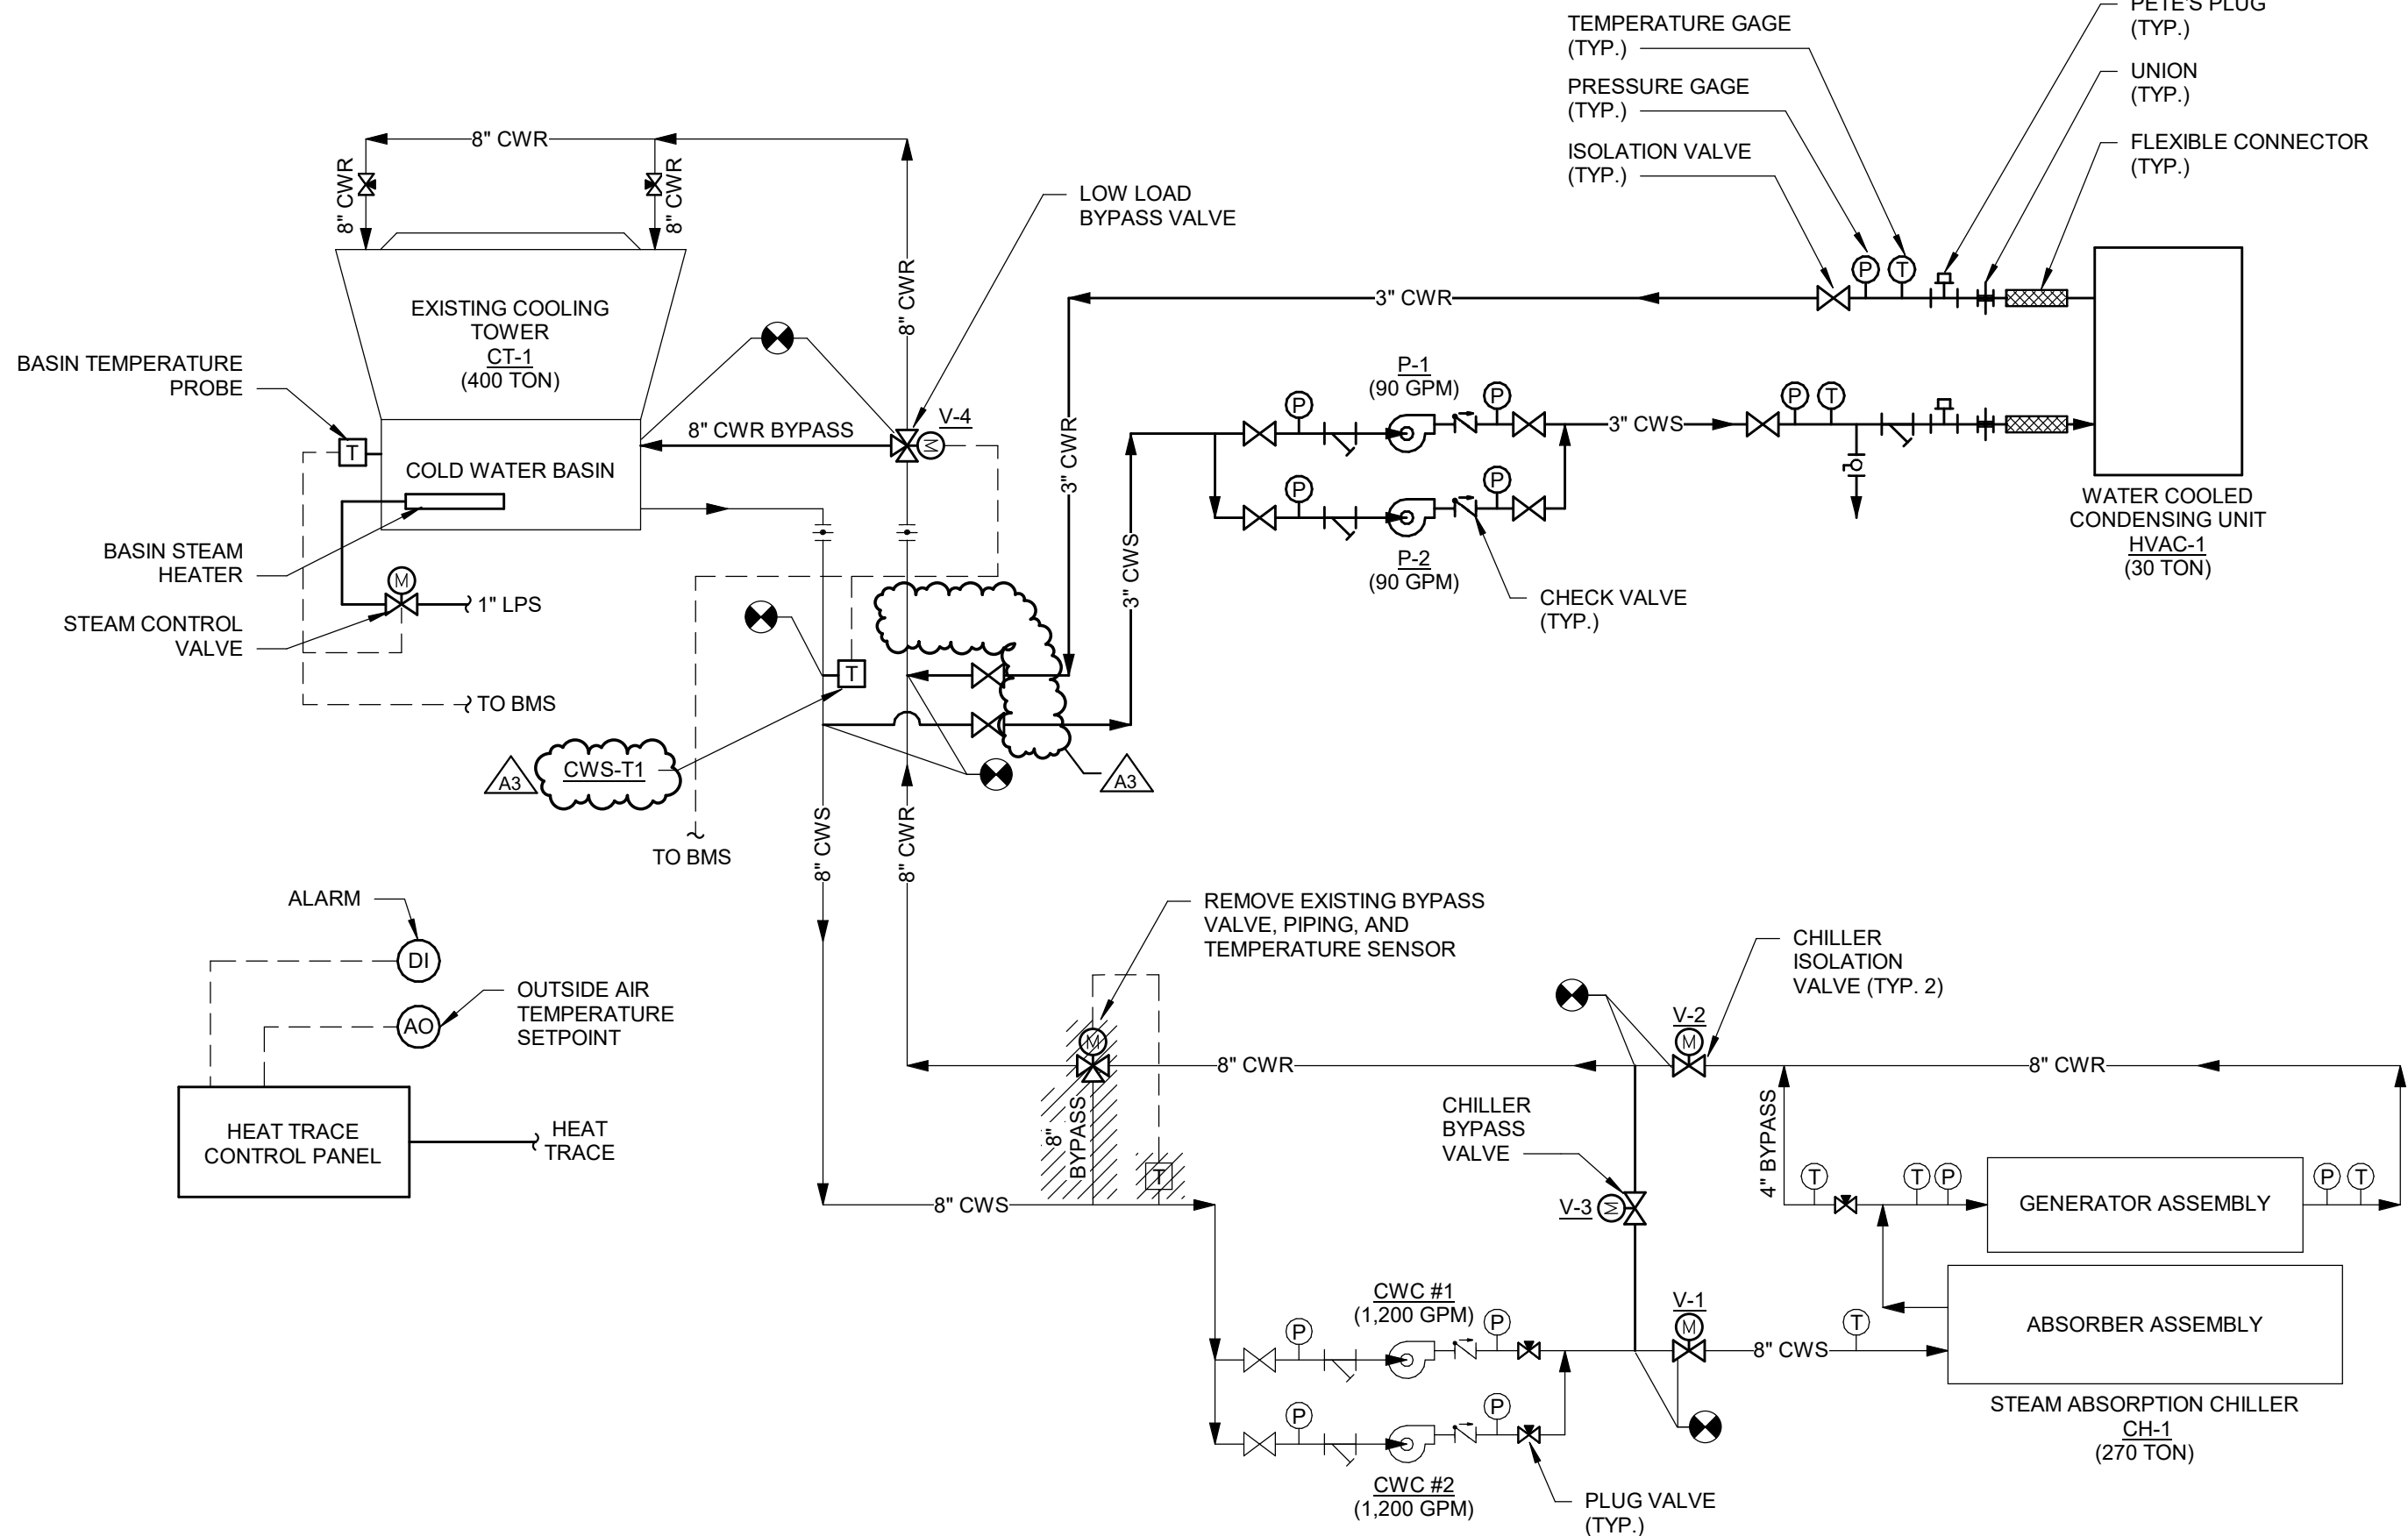 PETE'S PLUG
(TYP.)
TEMPERATURE GAGE
(TYP.)
UNION
(TYP.)
PRESSURE GAGE
(TYP.)
FLEXIBLE CONNECTOR
(TYP.)
ISOLATION VALVE
(TYP.)
8" CWR
8" CWR
8" CWR
LOW LOAD
BYPASS VALVE
8" CWR
P
T
3" CWR
EXISTING COOLING
TOWER
CT-1
(400 TON)
BASIN TEMPERATURE
PROBE
T
COLD WATER BASIN
8" CWR BYPASS
V-4
M
3" CWR
P-1
(90 GPM)
P
P
3" CWS
P
T
P
P
P-2
(90 GPM)
CHECK VALVE
(TYP.)
WATER COOLED
CONDENSING UNIT
HVAC-1
(30 TON)
BASIN STEAM
HEATER
M
1" LPS
STEAM CONTROL
VALVE
3" CWS
T
TO BMS
A3
CWS-T1
A3
TO BMS
8" CWS
8" CWR
ALARM
DI
AO
OUTSIDE AIR
TEMPERATURE
SETPOINT
HEAT TRACE
CONTROL PANEL
HEAT
TRACE
REMOVE EXISTING BYPASS
VALVE, PIPING, AND
TEMPERATURE SENSOR
CHILLER
ISOLATION
VALVE (TYP. 2)
V-2
M
M
8" CWR
8" CWR
8"
BYPASS
T
CHILLER
BYPASS
VALVE
4" BYPASS
V-3
M
T
T
P
GENERATOR ASSEMBLY
P
T
8" CWS
CWC #1
(1,200 GPM)
P
P
V-1
M
8" CWS
T
ABSORBER ASSEMBLY
P
P
CWC #2
(1,200 GPM)
PLUG VALVE
(TYP.)
STEAM ABSORPTION CHILLER
CH-1
(270 TON)